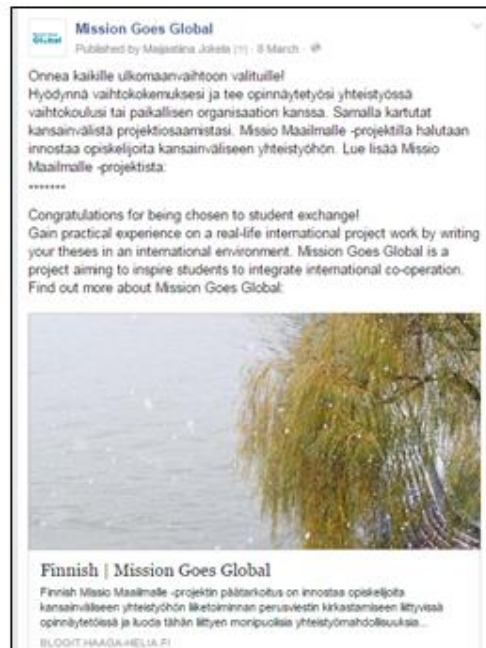 Mission Goes Global
Published by Maijastiina Jokela · 8 March ·
Onnea kaikille ulkomaanvaihtoon valituille!
Hyödynnä vaihtokokemuksesi ja tee opinnäytetyösi yhteistyössä
vaihtokoulusi tai paikallisen organisaation kanssa. Samalla kartutat
kansainvälistä projektiosaamistasi. Missio Maailmalle -projektilla halutaan
innostaa opiskelijoita kansainväliseen yhteistyöhön. Lue lisää Missio
Maailmalle -projektista:
*******
Congratulations for being chosen to student exchange!
Gain practical experience on a real-life international project work by writing
your theses in an international environment. Mission Goes Global is a
project aiming to inspire students to integrate international co-operation.
Find out more about Mission Goes Global:
Finnish | Mission Goes Global
Finnish Missio Maailmalle -projektin päätarkoitus on innostaa opiskelijoita
kansainväliseen yhteistyöhön liiketoiminnan perusviestin kirkastamiseen liittyvissä
opinnäytetöissä ja luoda tähän liittyen monipuolisia yhteistyömahdollisuuksia...
BLOGIT.HAAGA-HELIA.FI